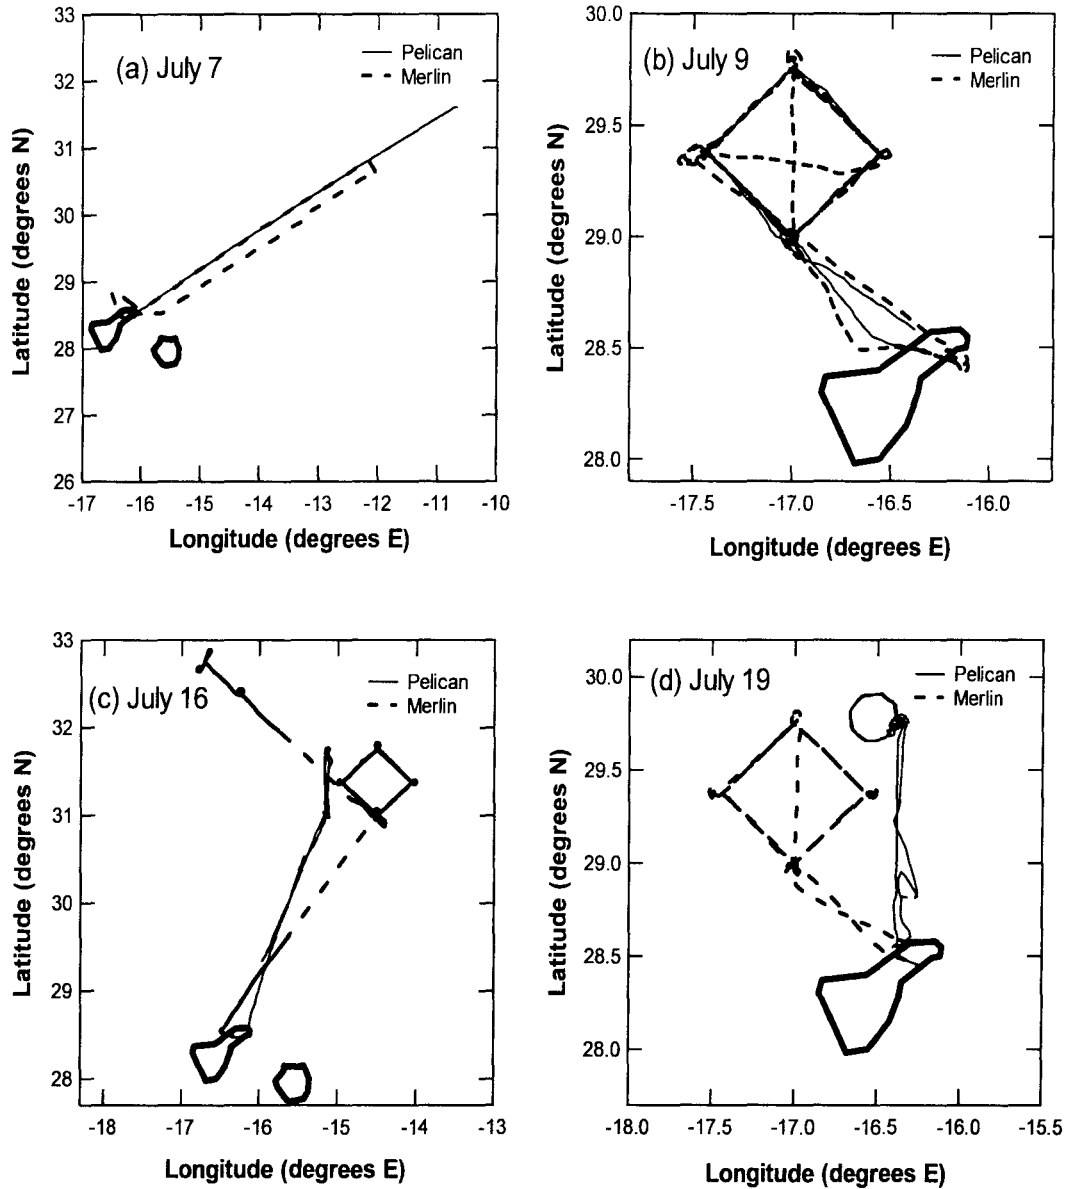 (a) July 7
Pelican
Merlin
33
32
31
30
29
28
27
26
-17
-16
-15
-14
-13
-12
-11
-10
Latitude (degrees N)
Longitude (degrees E)
(b) July 9
Pelican
Merlin
30.0
29.5
29.0
28.5
28.0
-17.5
-17.0
-16.5
-16.0
Latitude (degrees N)
Longitude (degrees E)
(c) July 16
Pelican
Merlin
33
32
31
30
29
28
-18
-17
-16
-15
-14
-13
Latitude (degrees N)
Longitude (degrees E)
(d) July 19
Pelican
Merlin
30.0
29.5
29.0
28.5
28.0
-18.0
-17.5
-17.0
-16.5
-16.0
-15.5
Latitude (degrees N)
Longitude (degrees E)